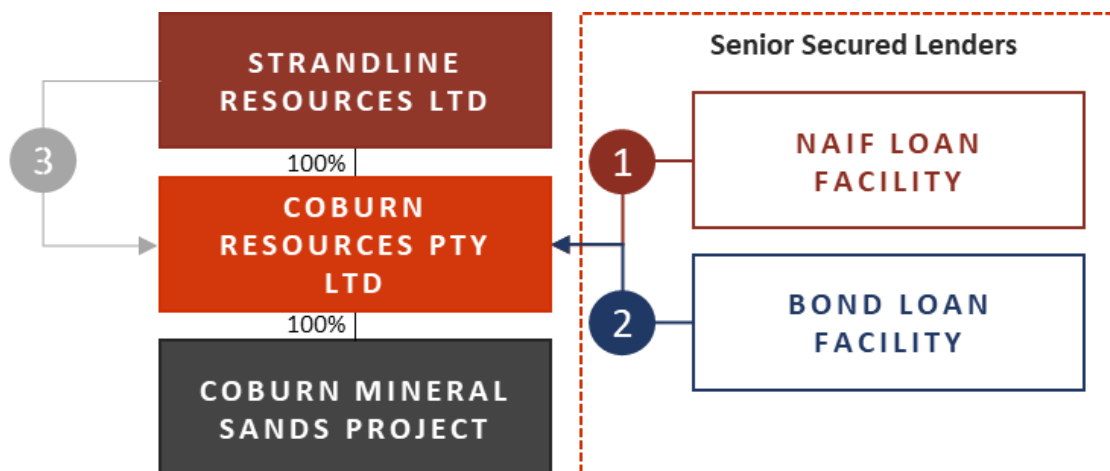 STRANDLINE
RESOURCES LTD
3
100%
COBURN
RESOURCES PTY
LTD
100%
COBURN MINERAL
SANDS PROJECT
Senior Secured Lenders
1
NAIF LOAN
FACILITY
2
BOND LOAN
FACILITY